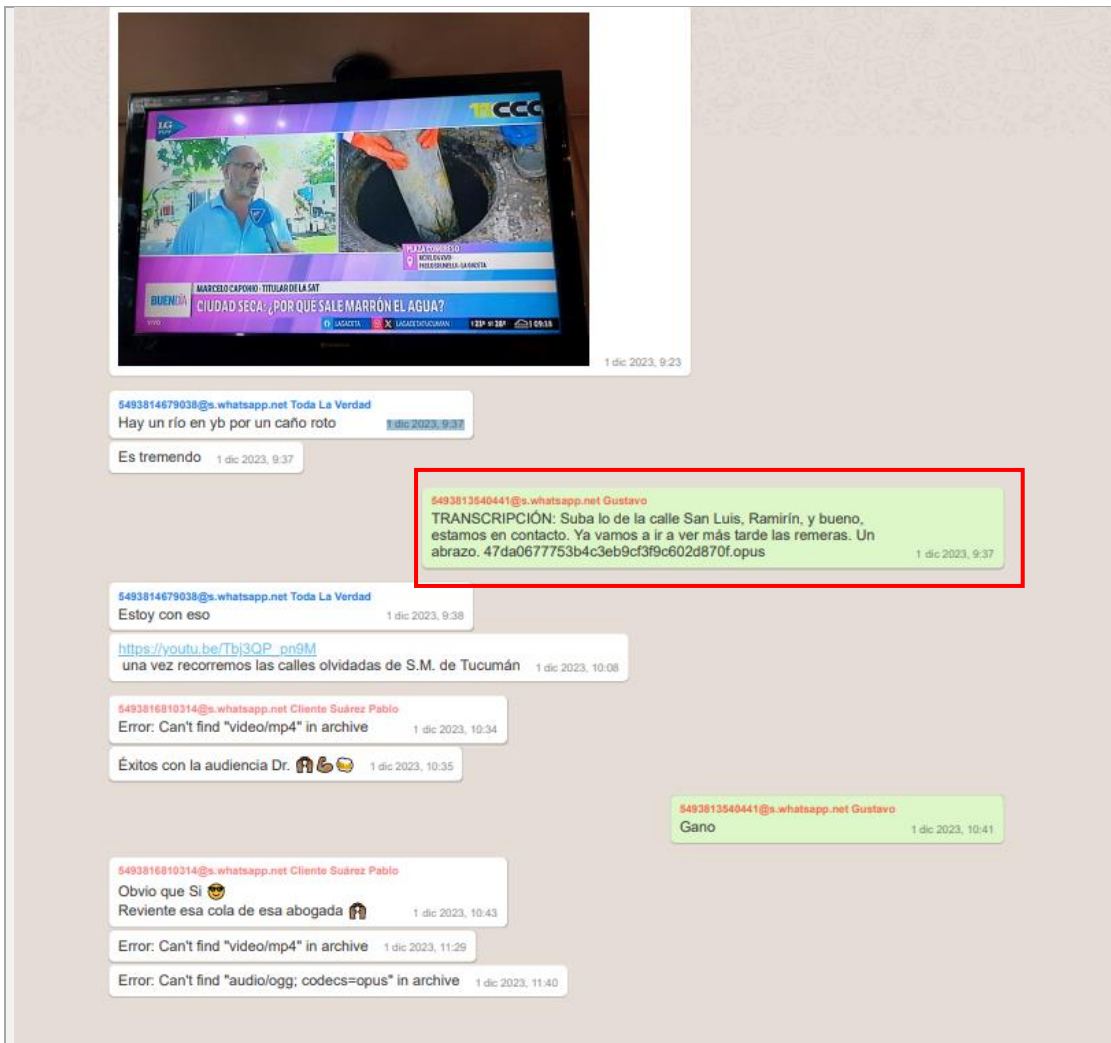 LG
CCC
PLAZA CONGRESO
MARCELO CAPONIO - TITULAR DE LA SAT
BUEN DÍA
CIUDAD SECA: ¿POR QUÉ SALE MARRÓN EL AGUA?
VIVO
LAGACETA
LAGACETATUCUMAN
09:18
1 dic 2023, 9:23
5493814679038@s.whatsapp.net Toda La Verdad
Hay un río en yb por un caño roto 1 dic 2023, 9:37
Es tremendo 1 dic 2023, 9:37
5493813540441@s.whatsapp.net Gustavo
TRANSCRIPCIÓN: Suba lo de la calle San Luis, Ramirín, y bueno,
estamos en contacto. Ya vamos a ir a ver más tarde las remeras. Un
abrazo. 47da0677753b4c3eb9cf3f9c602d870f.opus 1 dic 2023, 9:37
5493814679038@s.whatsapp.net Toda La Verdad
Estoy con eso 1 dic 2023, 9:38
https://youtu.be/Tbj3QP_pn9M
una vez recorremos las calles olvidadas de S.M. de Tucumán 1 dic 2023, 10:08
5493816810314@s.whatsapp.net Cliente Suárez Pablo
Error: Can't find "video/mp4" in archive 1 dic 2023, 10:34
Éxitos con la audiencia Dr. 1 dic 2023, 10:35
5493813540441@s.whatsapp.net Gustavo
Gano 1 dic 2023, 10:41
5493816810314@s.whatsapp.net Cliente Suárez Pablo
Obvio que Si 😎
Reviente esa cola de esa abogada 1 dic 2023, 10:43
Error: Can't find "video/mp4" in archive 1 dic 2023, 11:29
Error: Can't find "audio/ogg; codecs=opus" in archive 1 dic 2023, 11:40